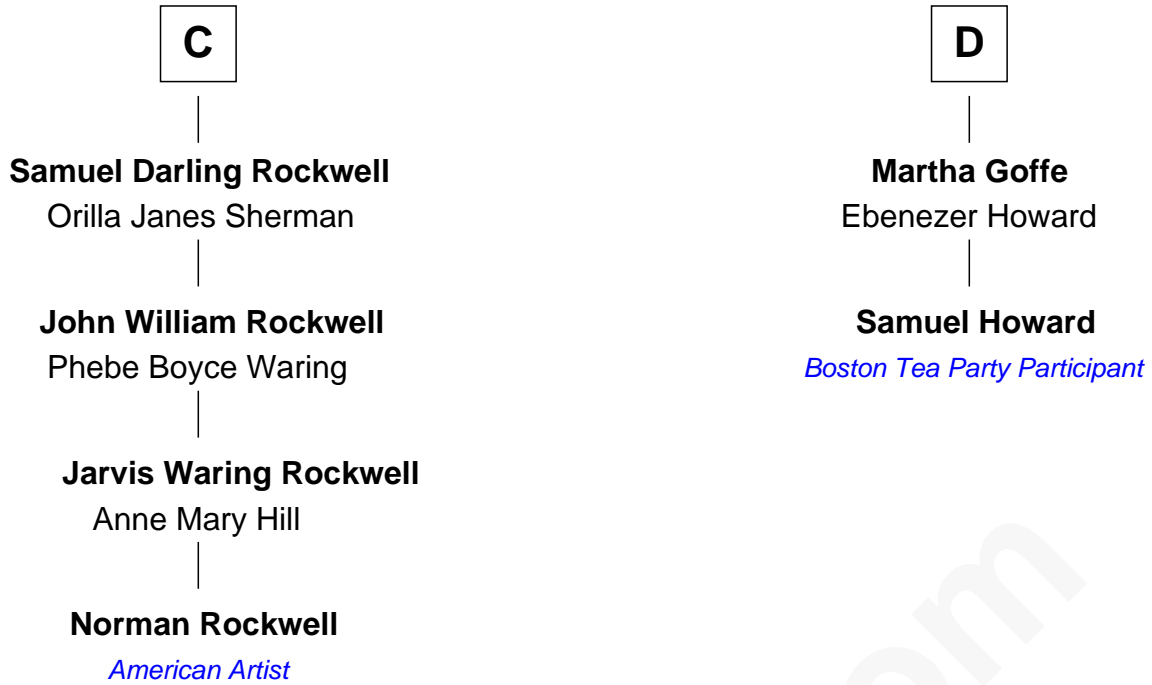 C
Samuel Darling Rockwell
Orilla Janes Sherman
John William Rockwell
Phebe Boyce Waring
Jarvis Waring Rockwell
Anne Mary Hill
Norman Rockwell
American Artist
D
Martha Goffe
Ebenezer Howard
Samuel Howard
Boston Tea Party Participant
om